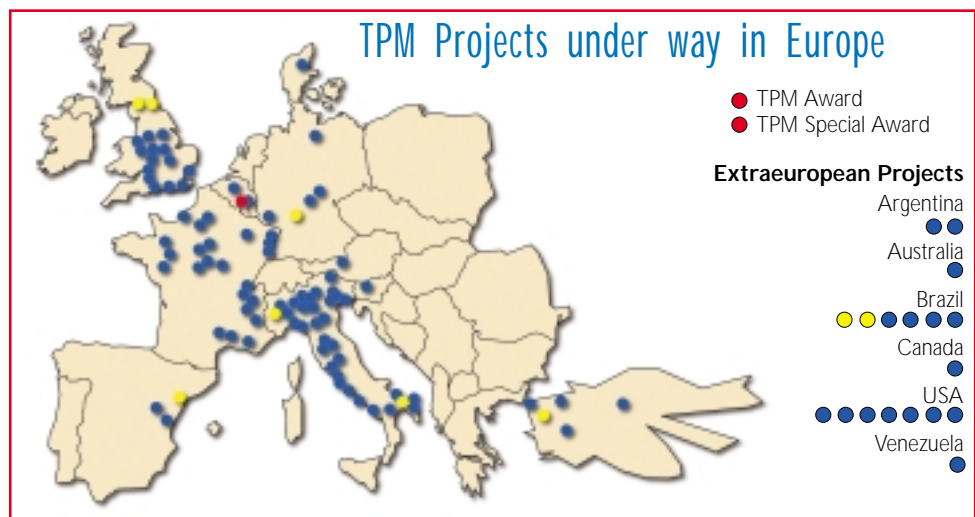 TPM Projects under way in Europe
TPM Award
TPM Special Award
Extraeuropean Projects
Argentina
Australia
Brazil
Canada
USA
Venezuela